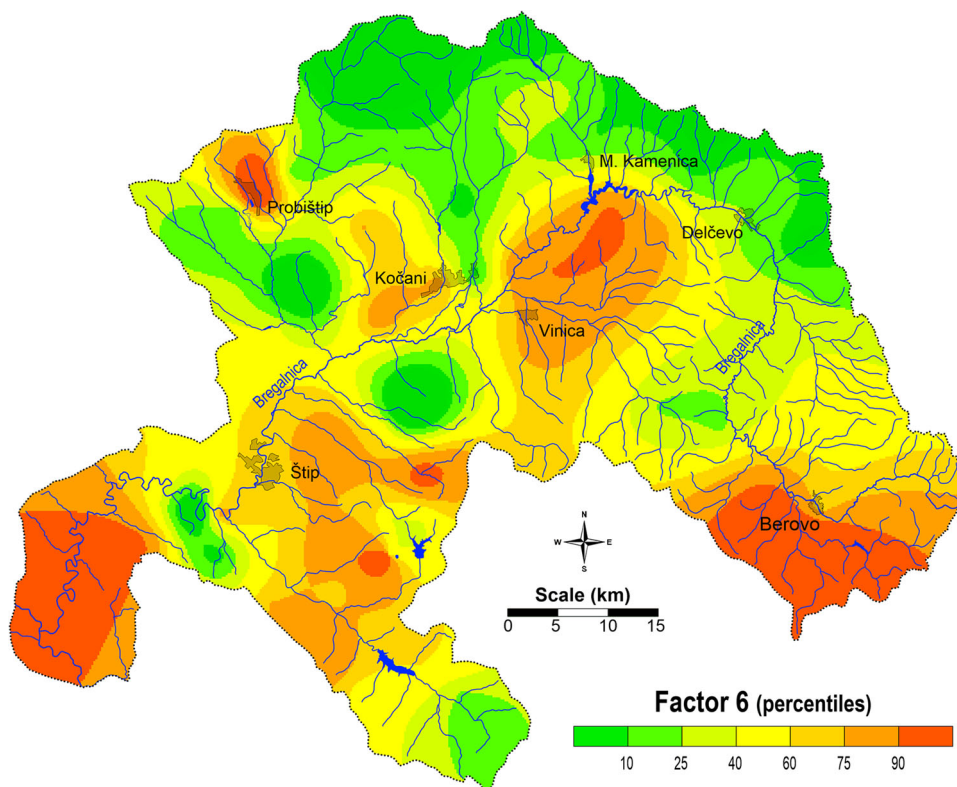 M. Kamenica
Probištip
Delčevo
Kočani
Vinica
Bregalnica
Bregalnica
Štip
Berovo
N
W E
S
Scale (km)
0 5 10 15
Factor 6 (percentiles)
10 25 40 60 75 90